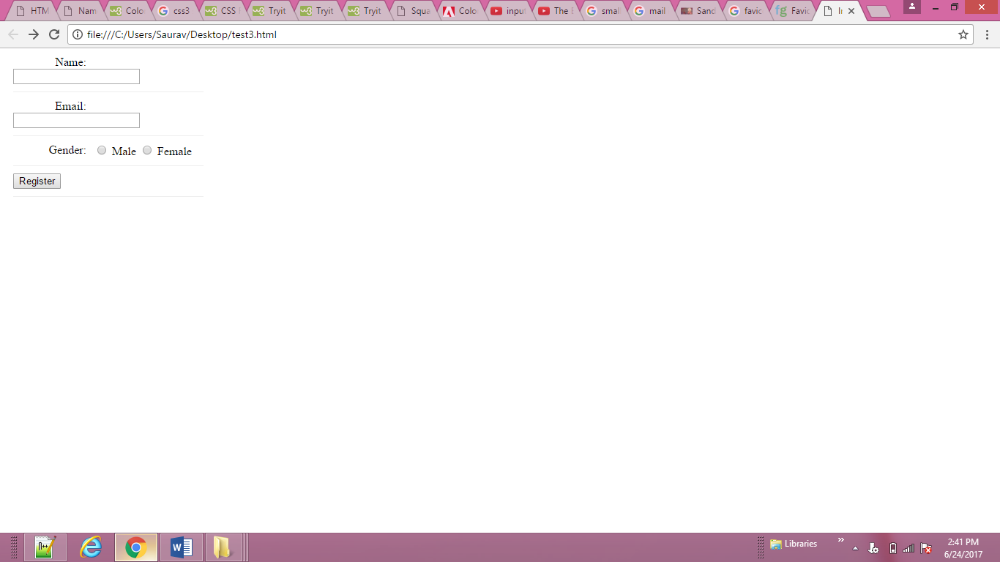 HTM Nam Colo css3 CSS Tryit Tryit Tryit Squa Colo input The smal mail Sand favic Favic
file:///C:/Users/Saurav/Desktop/test3.html
Name:
Email:
Gender: Male Female
Register
Libraries
2:41 PM
6/24/2017